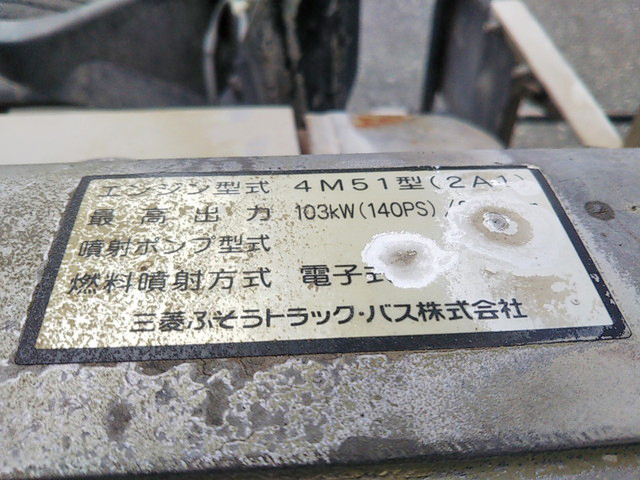 エンジン型式 4M51型(2A1)
最高出力 103kW(140PS)/
噴射ポンプ型式
燃料噴射方式 電子式
三菱ふそうトラック・バス株式会社